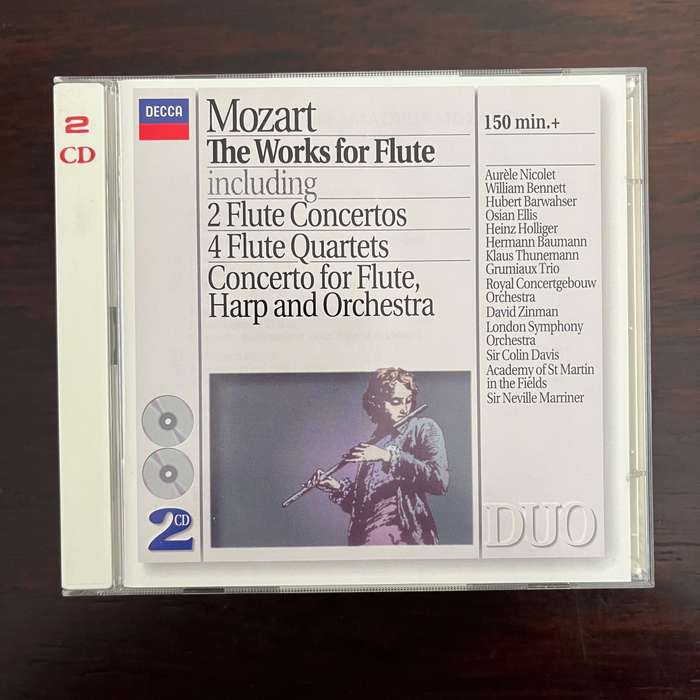 2
CD
DECCA
Mozart
The Works for Flute
including
2 Flute Concertos
4 Flute Quartets
Concerto for Flute,
Harp and Orchestra
150 min.+
Aurèle Nicolet
William Bennett
Hubert Barwahser
Osian Ellis
Heinz Holliger
Hermann Baumann
Klaus Thunemann
Grumiaux Trio
Royal Concertgebouw
Orchestra
David Zinman
London Symphony
Orchestra
Sir Colin Davis
Academy of St Martin
in the Fields
Sir Neville Marriner
2CD
DUO